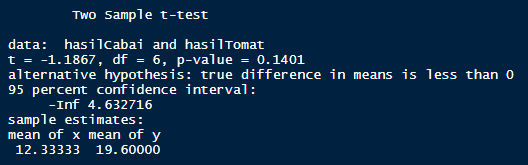 Two Sample t-test
data:  hasilCabai and hasilTomat
t = -1.1867, df = 6, p-value = 0.1401
alternative hypothesis: true difference in means is less than 0
95 percent confidence interval:
-Inf 4.632716
sample estimates:
mean of x mean of y
12.33333  19.60000